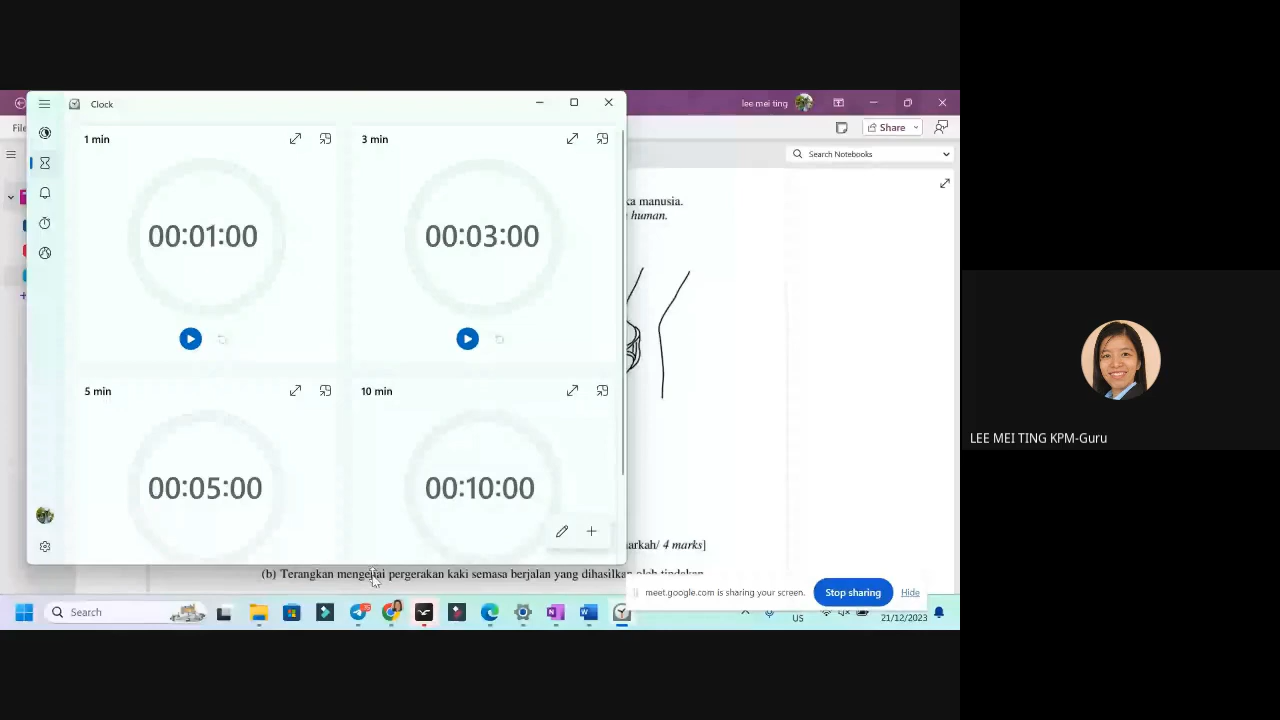 Clock
lee mei ting
File
Share
1 min
3 min
Search Notebooks
ka manusia.
human.
00:01:00
00:03:00
5 min
10 min
00:05:00
00:10:00
arkah/ 4 marks]
(b) Terangkan mengenai pergerakan kaki semasa berjalan yang dihasilkan oleh tindakan
meet.google.com is sharing your screen.
Stop sharing
Hide
Search
US
21/12/2023
LEE MEI TING KPM-Guru